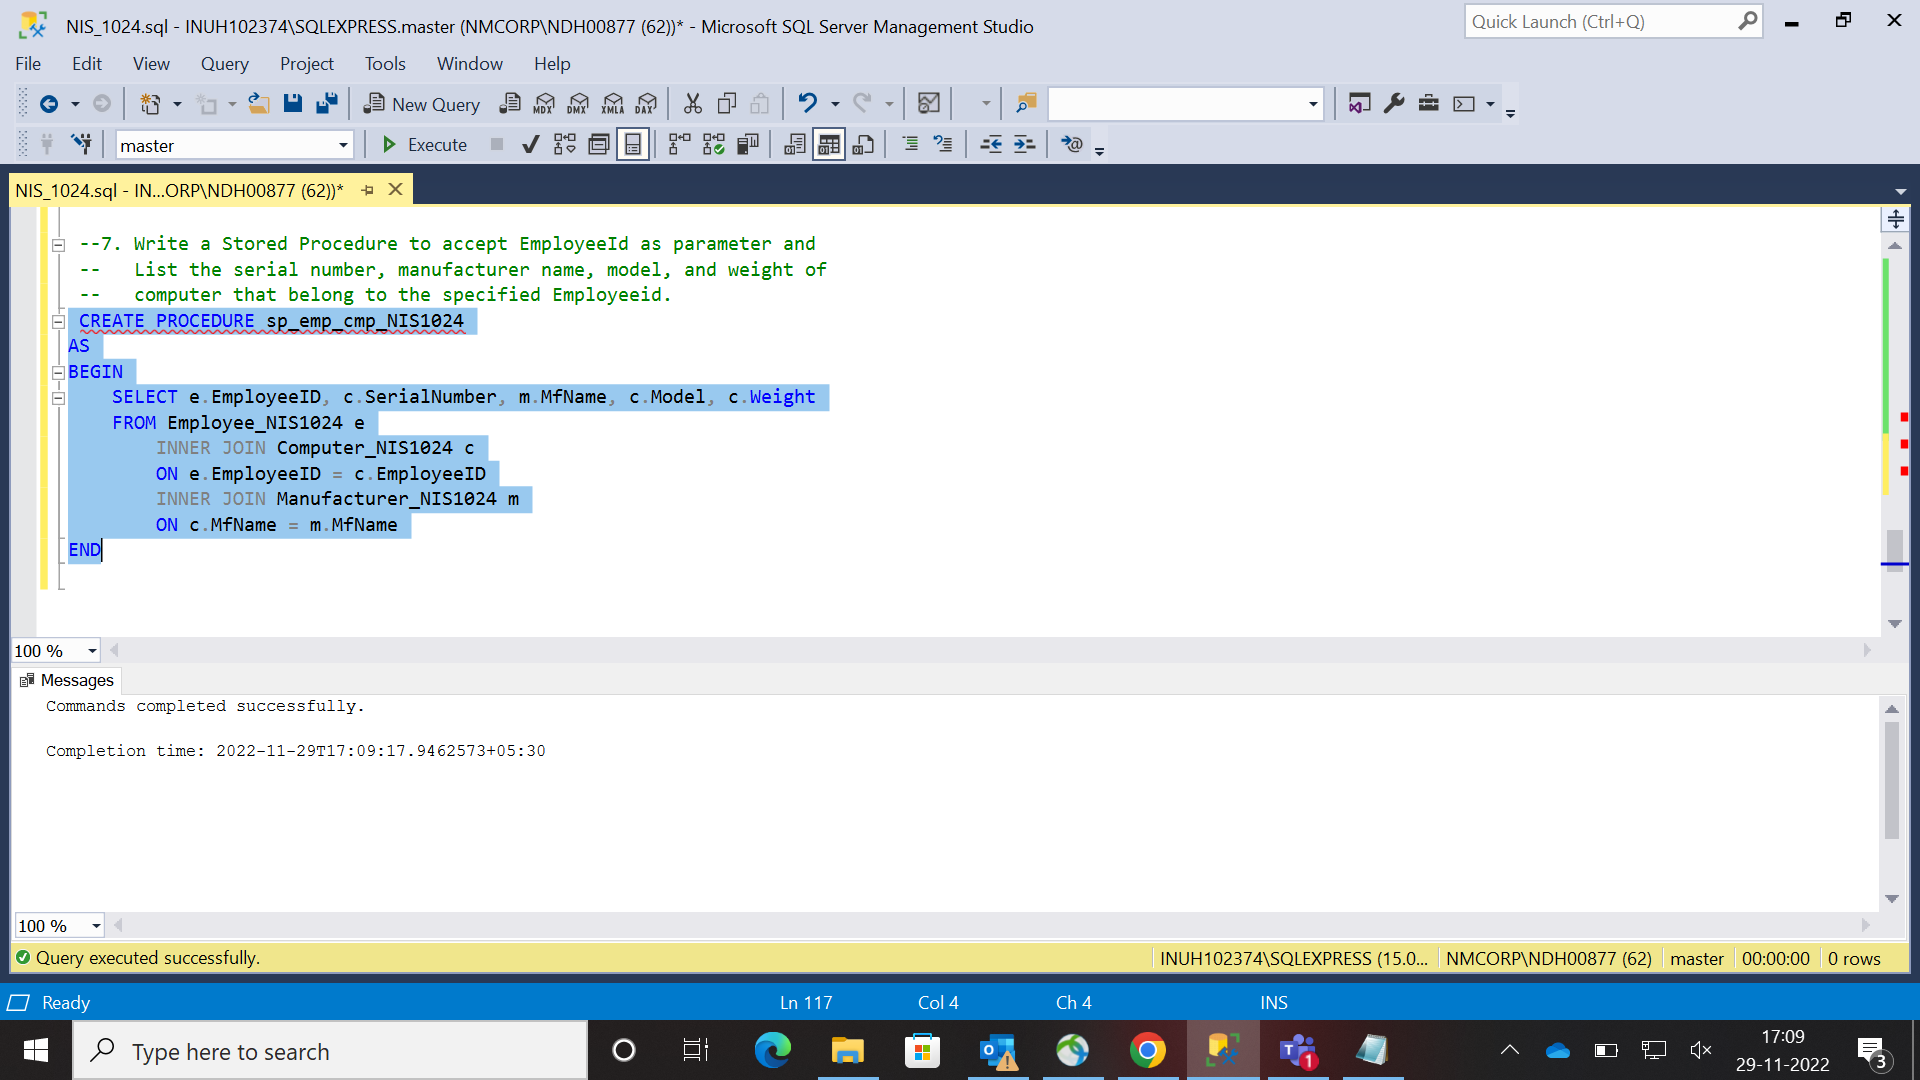 NIS_1024.sql - INUH102374\SQLEXPRESS.master (NMCORP\NDH00877 (62))* - Microsoft SQL Server Management Studio
Quick Launch (Ctrl+Q)
File Edit View Query Project Tools Window Help
New Query MDX DMX XMLA DAX
master Execute
NIS_1024.sql - IN...ORP\NDH00877 (62))*
--7. Write a Stored Procedure to accept EmployeeId as parameter and
--   List the serial number, manufacturer name, model, and weight of
--   computer that belong to the specified Employeeid.
CREATE PROCEDURE sp_emp_cmp_NIS1024
AS
BEGIN
    SELECT e.EmployeeID, c.SerialNumber, m.MfName, c.Model, c.Weight
    FROM Employee_NIS1024 e
        INNER JOIN Computer_NIS1024 c
        ON e.EmployeeID = c.EmployeeID
        INNER JOIN Manufacturer_NIS1024 m
        ON c.MfName = m.MfName
END
100 %
Messages
Commands completed successfully.
Completion time: 2022-11-29T17:09:17.9462573+05:30
100 %
Query executed successfully. INUH102374\SQLEXPRESS (15.0... NMCORP\NDH00877 (62) master 00:00:00 0 rows
Ready Ln 117 Col 4 Ch 4 INS
Type here to search
1
17:09
29-11-2022
3